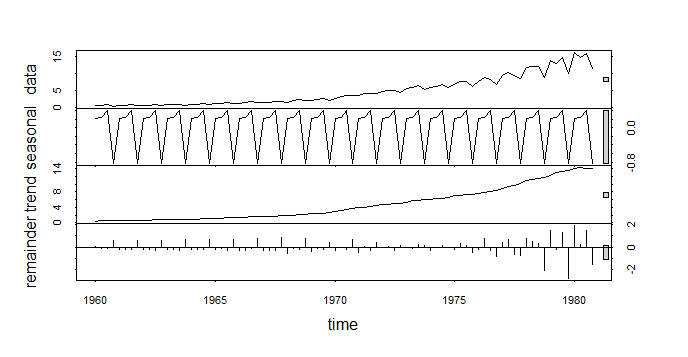 data
0 5 15
seasonal
-0.8 0.0
trend
0 4 8 14
remainder
-2 0 2
1960 1965 1970 1975 1980
time